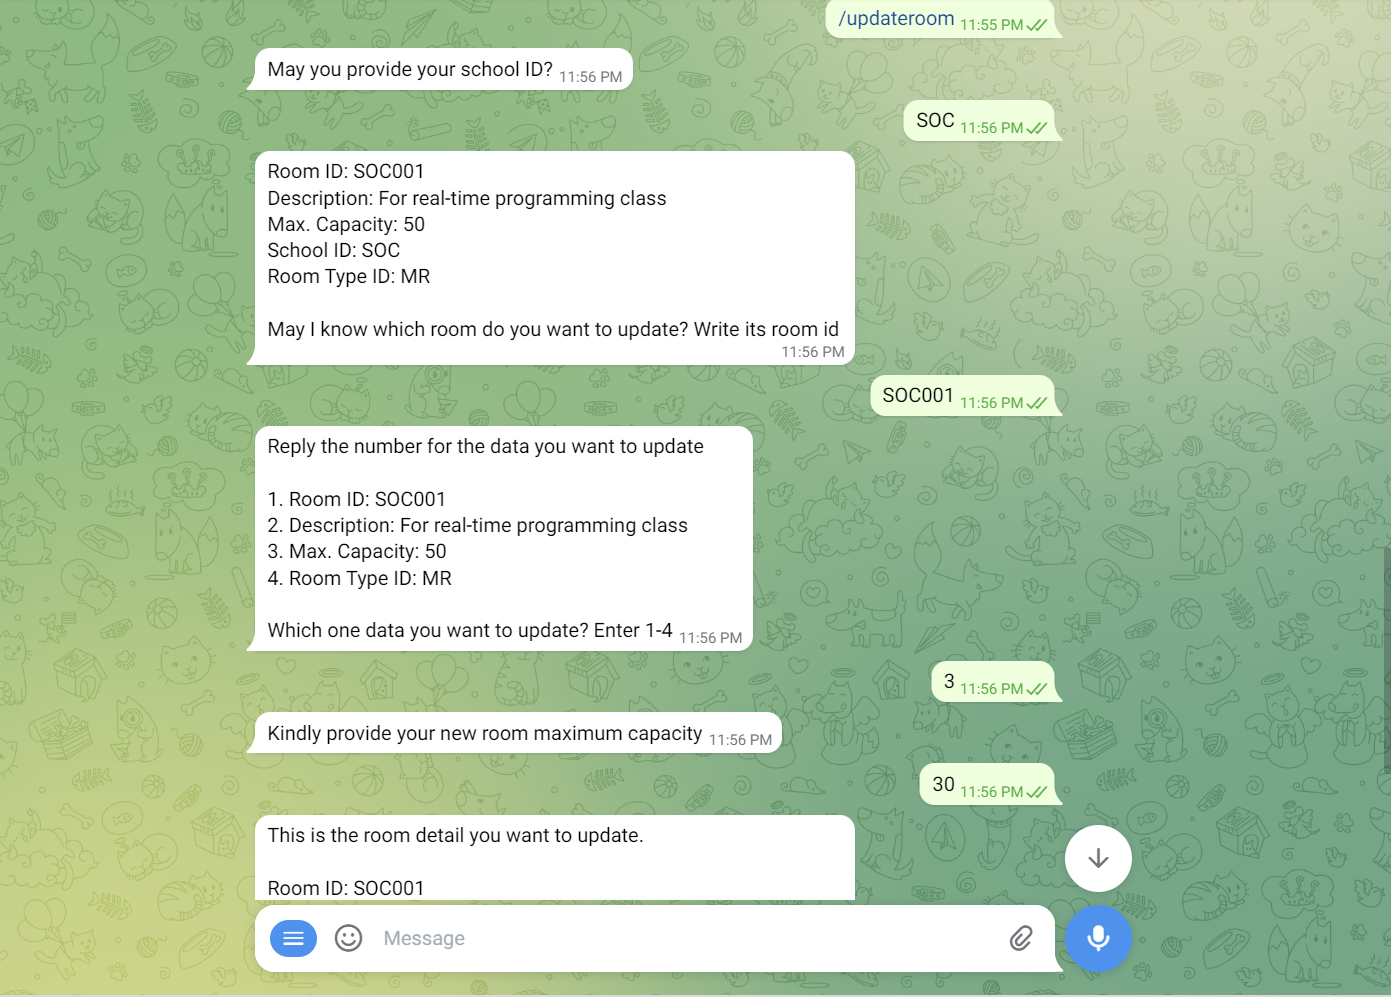 /updateroom 11:55 PM
May you provide your school ID? 11:56 PM
SOC 11:56 PM
Room ID: SOC001
Description: For real-time programming class
Max. Capacity: 50
School ID: SOC
Room Type ID: MR
May I know which room do you want to update? Write its room id
11:56 PM
SOC001 11:56 PM
Reply the number for the data you want to update
1. Room ID: SOC001
2. Description: For real-time programming class
3. Max. Capacity: 50
4. Room Type ID: MR
Which one data you want to update? Enter 1-4 11:56 PM
3 11:56 PM
Kindly provide your new room maximum capacity 11:56 PM
30 11:56 PM
This is the room detail you want to update.
Room ID: SOC001
Message